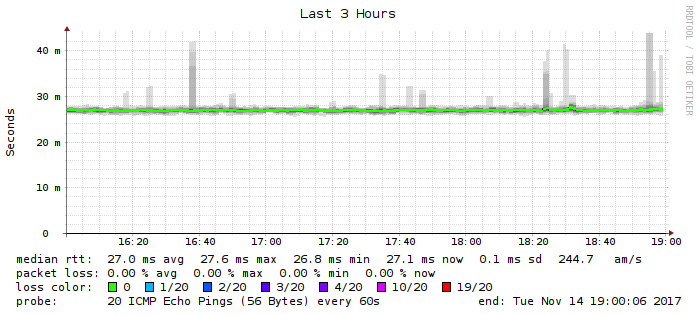 Last 3 Hours
RRDTOOL / TOBI OETIKER
Seconds
40 m
30 m
20 m
10 m
0
16:20 16:40 17:00 17:20 17:40 18:00 18:20 18:40 19:00
median rtt: 27.0 ms avg 27.6 ms max 26.8 ms min 27.1 ms now 0.1 ms sd 244.7 am/s
packet loss: 0.00 % avg 0.00 % max 0.00 % min 0.00 % now
loss color: 0 1/20 2/20 3/20 4/20 10/20 19/20
probe: 20 ICMP Echo Pings (56 Bytes) every 60s end: Tue Nov 14 19:00:06 2017